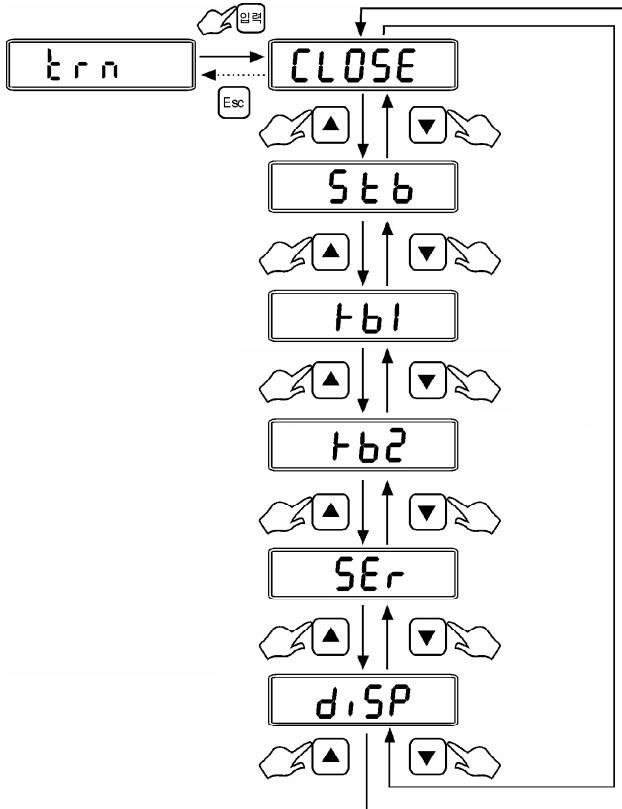 입력
trn
CLOSE
Esc
Stb
tb1
tb2
SEr
diSP